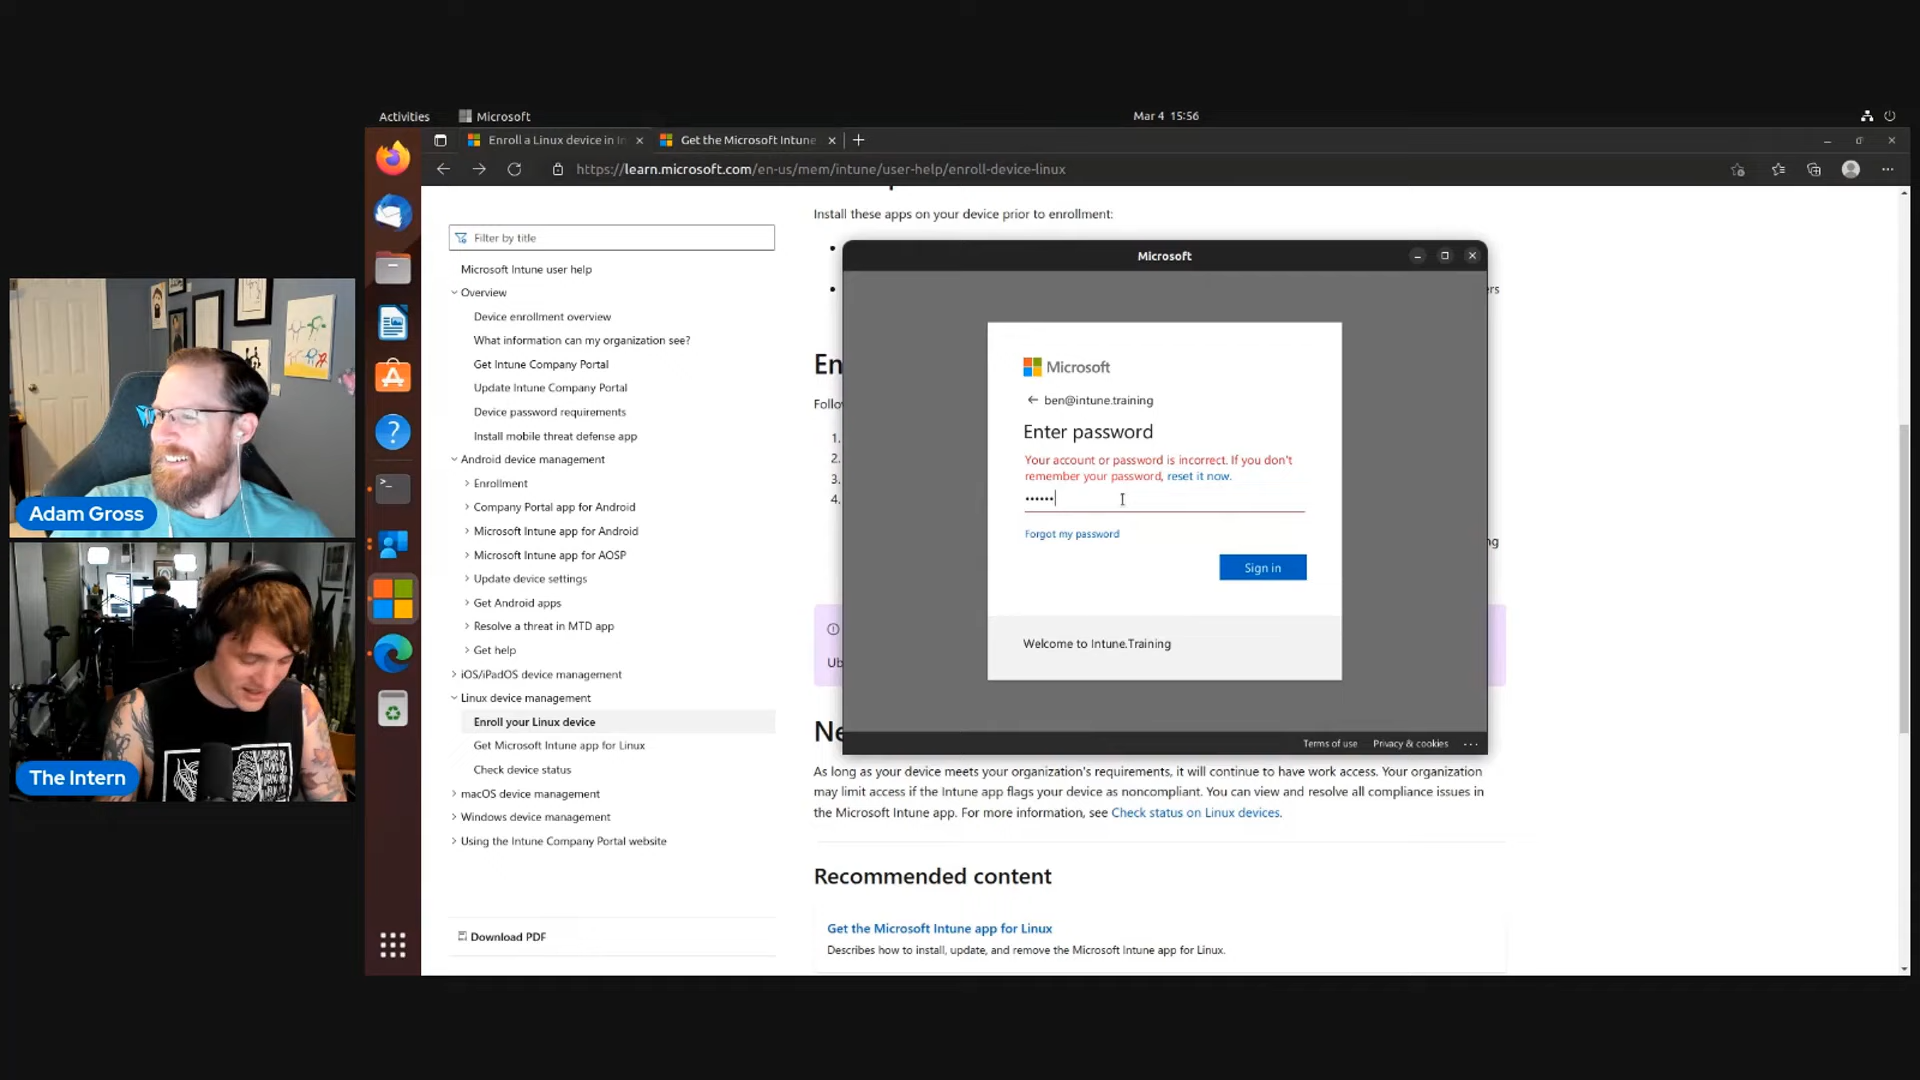 Activities
Microsoft
Mar 4 15:56
Enroll a Linux device in In
Get the Microsoft Intune
https://learn.microsoft.com/en-us/mem/intune/user-help/enroll-device-linux
Filter by title
Microsoft Intune user help
Overview
Device enrollment overview
What information can my organization see?
Get Intune Company Portal
Update Intune Company Portal
Device password requirements
Install mobile threat defense app
Android device management
Enrollment
Company Portal app for Android
Microsoft Intune app for Android
Microsoft Intune app for AOSP
Update device settings
Get Android apps
Resolve a threat in MTD app
Get help
iOS/iPadOS device management
Linux device management
Enroll your Linux device
Get Microsoft Intune app for Linux
Check device status
macOS device management
Windows device management
Using the Intune Company Portal website
Download PDF
Install these apps on your device prior to enrollment:
ers
En
Follo
1.
2.
3.
4.
ng
Ub
Microsoft
Microsoft
ben@intune.training
Enter password
Your account or password is incorrect. If you don't
remember your password, reset it now.
••••••
Forgot my password
Sign in
Welcome to Intune.Training
Terms of use Privacy & cookies ...
Ne
As long as your device meets your organization's requirements, it will continue to have work access. Your organization
may limit access if the Intune app flags your device as noncompliant. You can view and resolve all compliance issues in
the Microsoft Intune app. For more information, see Check status on Linux devices.
Recommended content
Get the Microsoft Intune app for Linux
Describes how to install, update, and remove the Microsoft Intune app for Linux.
Adam Gross
The Intern